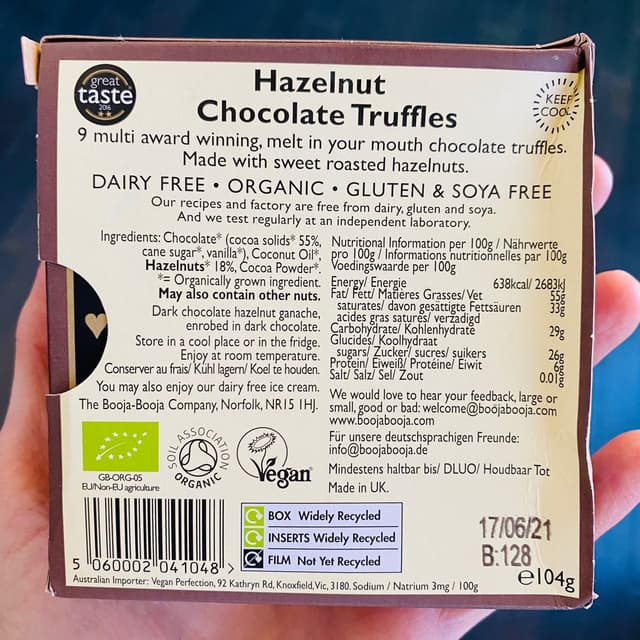 great
taste
2016
Hazelnut
Chocolate Truffles
KEEP
COOL
9 multi award winning, melt in your mouth chocolate truffles.
Made with sweet roasted hazelnuts.
DAIRY FREE • ORGANIC • GLUTEN & SOYA FREE
Our recipes and factory are free from dairy, gluten and soya.
And we test regularly at an independent laboratory.
Ingredients: Chocolate* (cocoa solids* 55%,
cane sugar*, vanilla*), Coconut Oil*,
Hazelnuts* 18%, Cocoa Powder*.
*= Organically grown ingredient.
May also contain other nuts.
Dark chocolate hazelnut ganache,
enrobed in dark chocolate.
Store in a cool place or in the fridge.
Enjoy at room temperature.
Conserver au frais/ Kühl lagern/ Koel te houden.
You may also enjoy our dairy free ice cream.
The Booja-Booja Company, Norfolk, NR15 1HJ.
Nutritional Information per 100g / Nährwerte
pro 100g / Informations nutritionnelles par 100g
Voedingswaarde per 100g
Energy/ Energie 638kcal/ 2683kJ
Fat/ Fett/ Matières Grasses/ Vet 55g
saturates/ davon gesättigte Fettsäuren 33g
acides gras saturés/ verzadigd
Carbohydrate/ Kohlenhydrate 29g
Glucides/ Koolhydraat
sugars/ Zucker/ sucres/ suikers 26g
Protein/ Eiweiß/ Protéine/ Eiwit 6g
Salt/ Salz/ Sel/ Zout 0.01g
We would love to hear your feedback, large or
small, good or bad: welcome@boojabooja.com
www.boojabooja.com
Für unsere deutschsprachigen Freunde:
info@boojabooja.de
Mindestens haltbar bis/ DLUO/ Houdbaar Tot
Made in UK.
GB-ORG-05
EU/Non-EU agriculture
SOIL ASSOCIATION
ORGANIC
Vegan
BOX Widely Recycled
INSERTS Widely Recycled
FILM Not Yet Recycled
17/06/21
B:128
5 060002 041048 >
e104g
Australian Importer: Vegan Perfection, 92 Kathryn Rd, Knoxfield, Vic, 3180. Sodium / Natrium 3mg / 100g